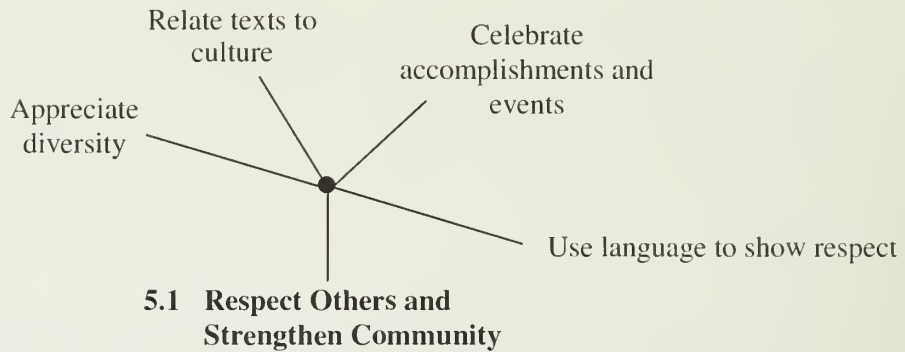 Relate texts to
culture
Celebrate
accomplishments and
events
Appreciate
diversity
Use language to show respect
5.1 Respect Others and
Strengthen Community